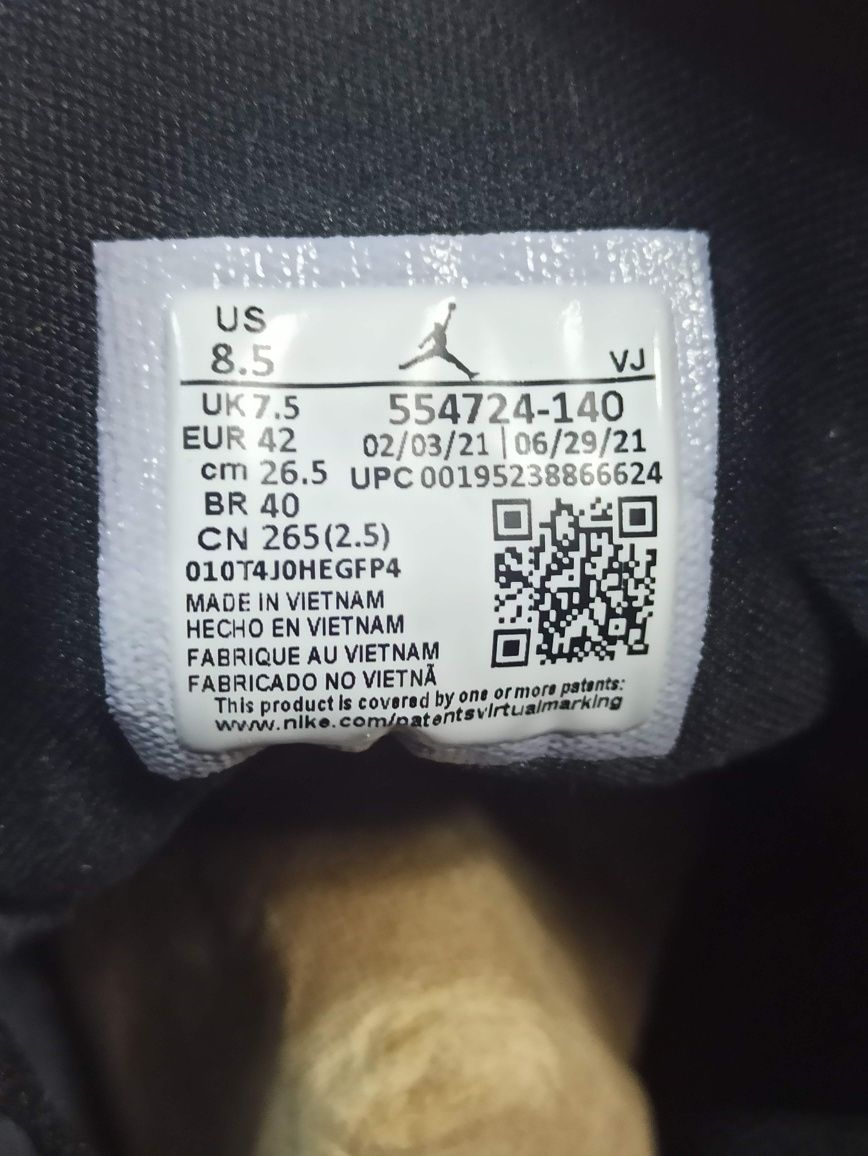 US
8.5
VJ
UK 7.5
554724-140
EUR 42
02/03/21 | 06/29/21
cm 26.5
UPC 00195238866624
BR 40
CN 265(2.5)
010T4J0HEGFP4
MADE IN VIETNAM
HECHO EN VIETNAM
FABRIQUE AU VIETNAM
FABRICADO NO VIETNÃ
This product is covered by one or more patents:
www.nike.com/patentsvirtualmarking